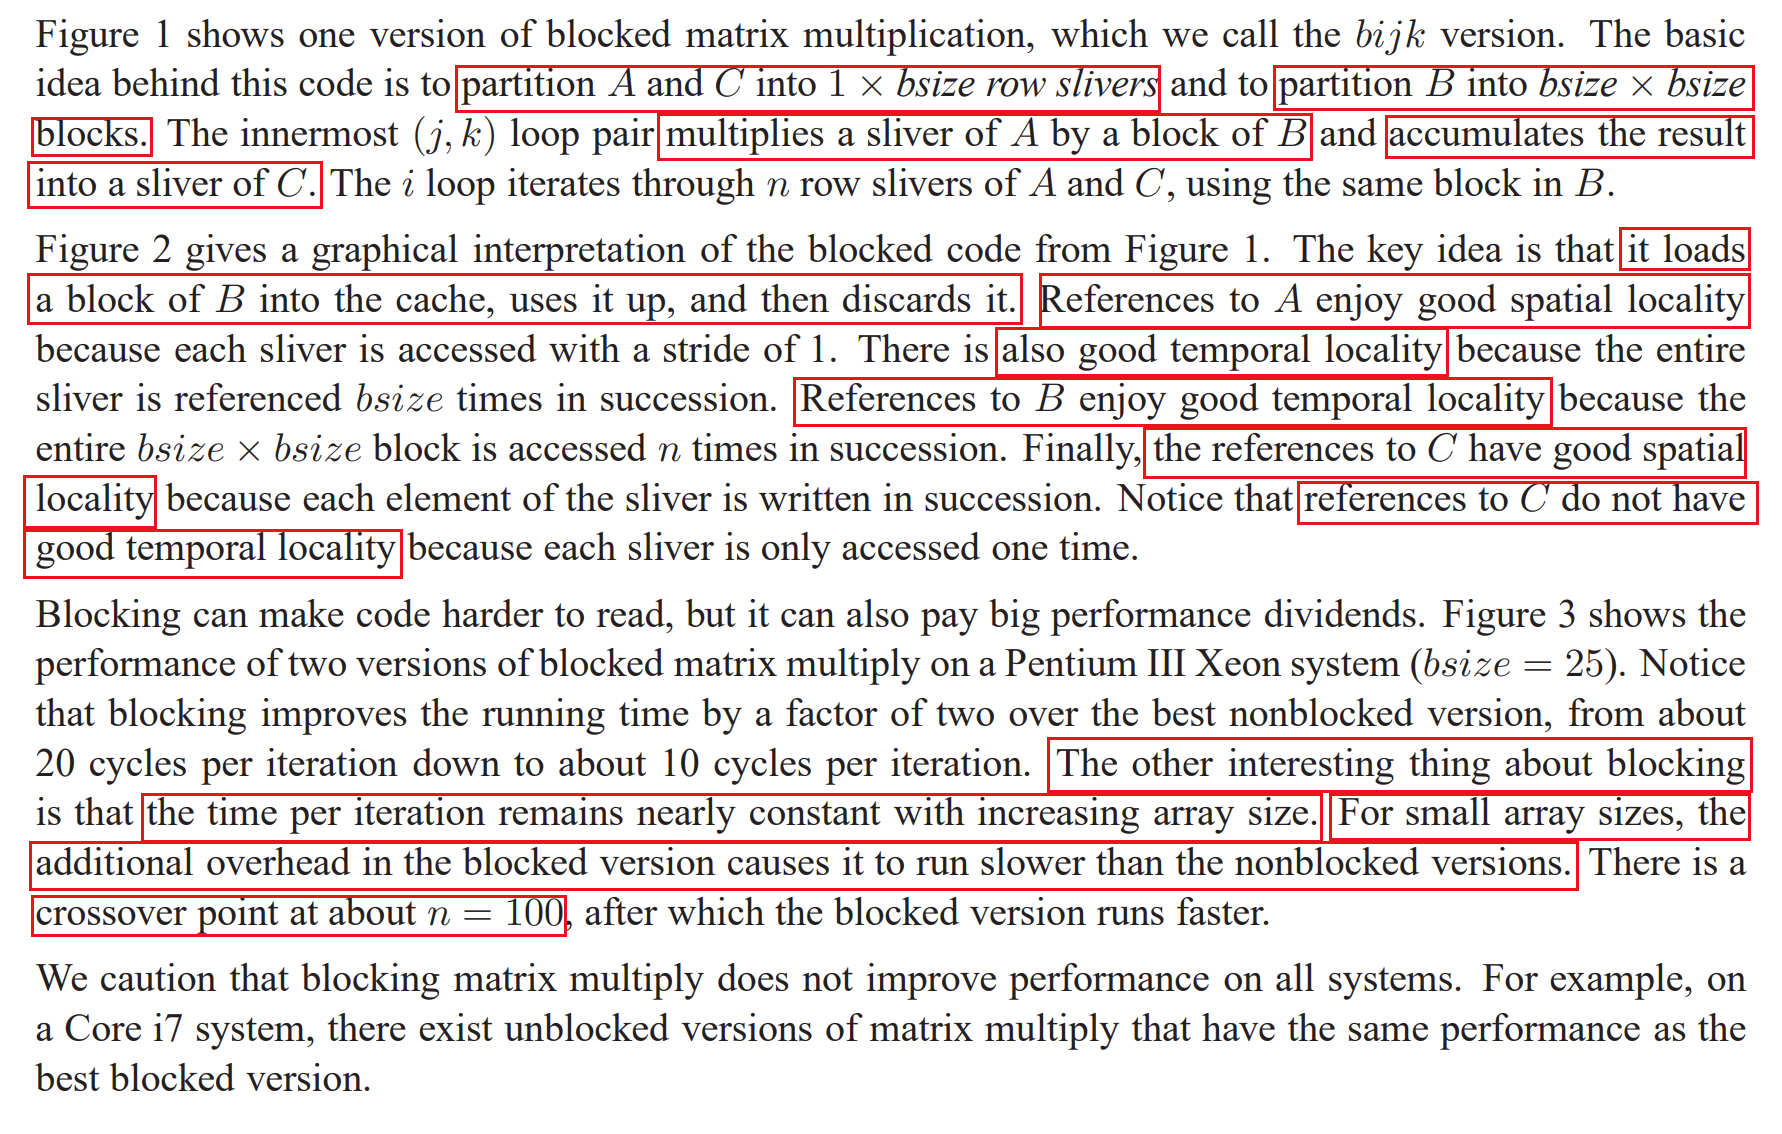 Figure 1 shows one version of blocked matrix multiplication, which we call the bijk version. The basic
idea behind this code is to partition A and C into 1 × bsize row slivers and to partition B into bsize × bsize
blocks. The innermost (j, k) loop pair multiplies a sliver of A by a block of B and accumulates the result
into a sliver of C. The i loop iterates through n row slivers of A and C, using the same block in B.
Figure 2 gives a graphical interpretation of the blocked code from Figure 1. The key idea is that it loads
a block of B into the cache, uses it up, and then discards it. References to A enjoy good spatial locality
because each sliver is accessed with a stride of 1. There is also good temporal locality because the entire
sliver is referenced bsize times in succession. References to B enjoy good temporal locality because the
entire bsize × bsize block is accessed n times in succession. Finally, the references to C have good spatial
locality because each element of the sliver is written in succession. Notice that references to C do not have
good temporal locality because each sliver is only accessed one time.
Blocking can make code harder to read, but it can also pay big performance dividends. Figure 3 shows the
performance of two versions of blocked matrix multiply on a Pentium III Xeon system (bsize = 25). Notice
that blocking improves the running time by a factor of two over the best nonblocked version, from about
20 cycles per iteration down to about 10 cycles per iteration. The other interesting thing about blocking
is that the time per iteration remains nearly constant with increasing array size. For small array sizes, the
additional overhead in the blocked version causes it to run slower than the nonblocked versions. There is a
crossover point at about n = 100, after which the blocked version runs faster.
We caution that blocking matrix multiply does not improve performance on all systems. For example, on
a Core i7 system, there exist unblocked versions of matrix multiply that have the same performance as the
best blocked version.